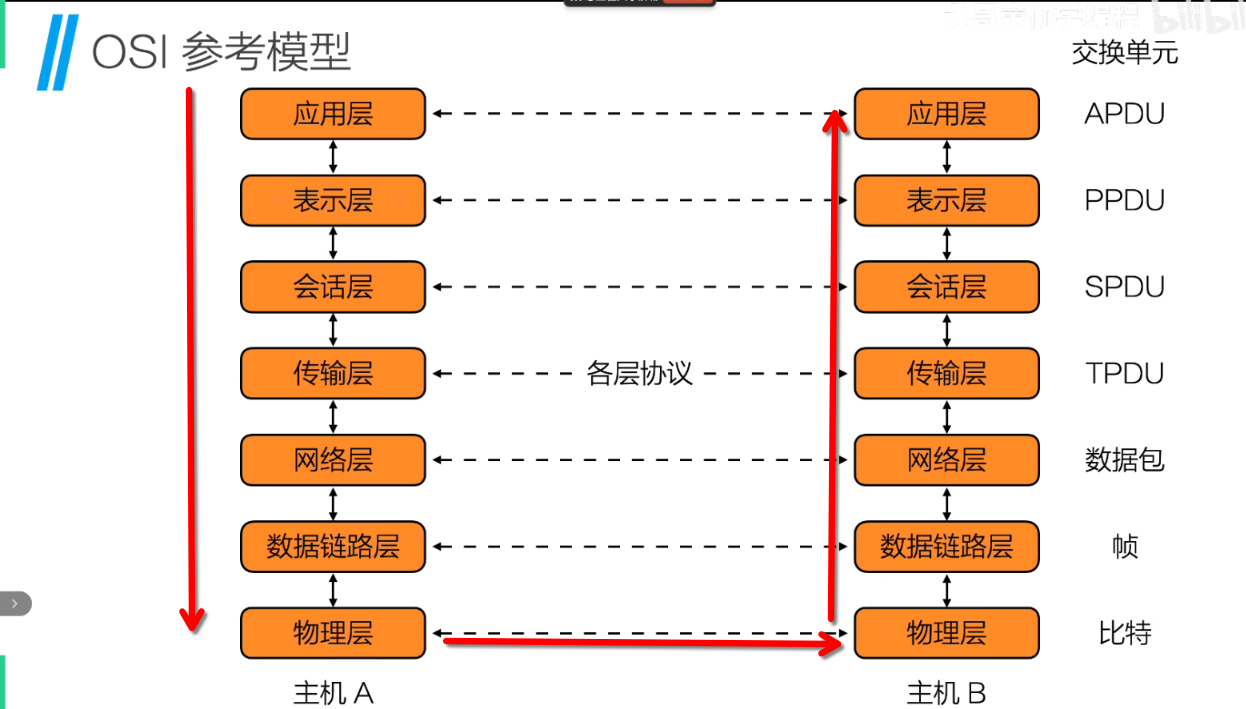 OSI 参考模型
交换单元
应用层 应用层 APDU
表示层 表示层 PPDU
会话层 会话层 SPDU
传输层 各层协议 传输层 TPDU
网络层 网络层 数据包
数据链路层 数据链路层 帧
物理层 物理层 比特
主机 A 主机 B